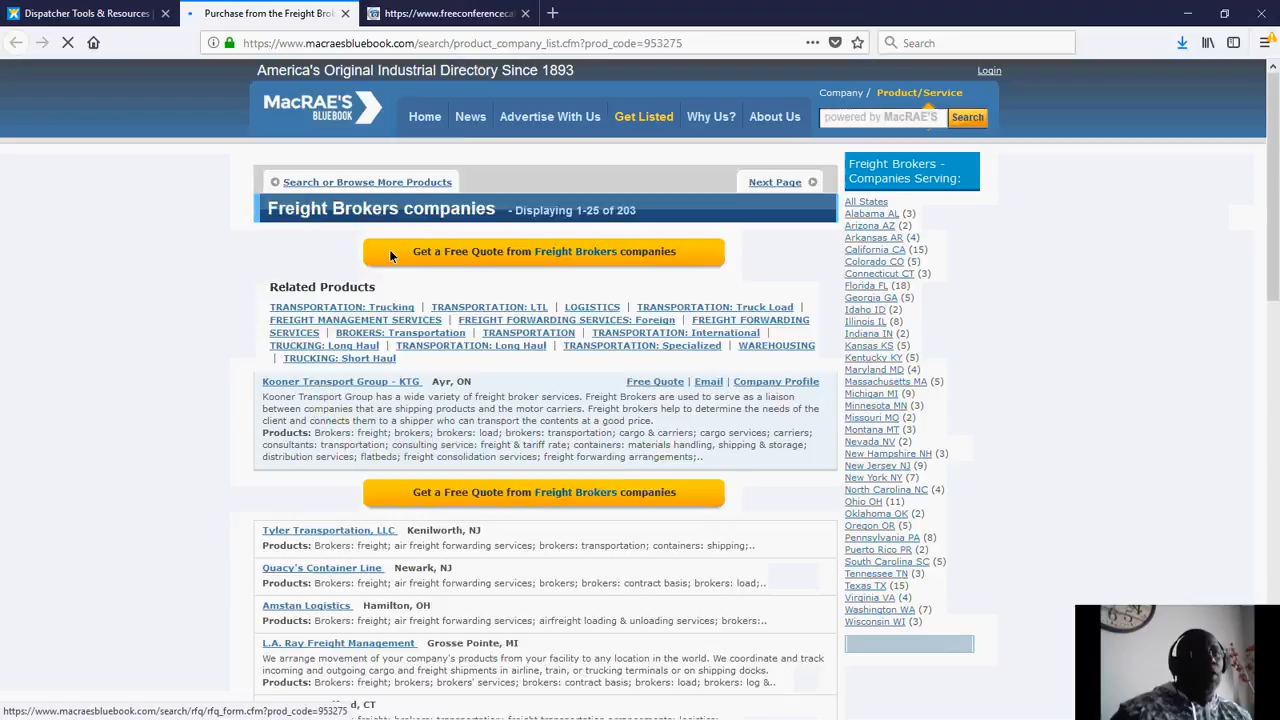 Dispatcher Tools & Resources
Purchase from the Freight Bro
https://www.freeconferenceca
https://www.macraesbluebook.com/search/product_company_list.cfm?prod_code=953275
Search
America's Original Industrial Directory Since 1893
Login
MacRAE'S
BLUEBOOK
Home
News
Advertise With Us
Get Listed
Why Us?
About Us
Company / Product/Service
powered by MacRAE'S
Search
Search or Browse More Products
Next Page
Freight Brokers companies - Displaying 1-25 of 203
Get a Free Quote from Freight Brokers companies
Related Products
TRANSPORTATION: Trucking | TRANSPORTATION: LTL | LOGISTICS | TRANSPORTATION: Truck Load |
FREIGHT MANAGEMENT SERVICES | FREIGHT FORWARDING SERVICES: Foreign | FREIGHT FORWARDING
SERVICES | BROKERS: Transportation | TRANSPORTATION | TRANSPORTATION: International |
TRUCKING: Long Haul | TRANSPORTATION: Long Haul | TRANSPORTATION: Specialized | WAREHOUSING
| TRUCKING: Short Haul
Kooner Transport Group - KTG Ayr, ON Free Quote | Email | Company Profile
Kooner Transport Group has a wide variety of freight broker services. Freight Brokers are used to serve as a liaison
between companies that are shipping products and the motor carriers. Freight brokers help to determine the needs of the
client and connects them to a shipper who can transport the contents at a good price.
Products: Brokers: freight; brokers; brokers: load; brokers: transportation; cargo & carriers; cargo services; carriers;
consultants: transportation; consulting service: freight & tariff rate; containers: materials handling, shipping & storage;
distribution services; flatbeds; freight consolidation services; freight forwarding arrangements;..
Get a Free Quote from Freight Brokers companies
Tyler Transportation, LLC Kenilworth, NJ
Products: Brokers: freight; air freight forwarding services; brokers: transportation; containers: shipping;..
Quacy's Container Line Newark, NJ
Products: Brokers: freight; air freight forwarding services; brokers; brokers: contract basis; brokers: load;..
Amstan Logistics Hamilton, OH
Products: Brokers: freight; air freight forwarding services; airfreight loading & unloading services; brokers:..
L.A. Ray Freight Management Grosse Pointe, MI
We arrange movement of your company's products from your facility to any location in the world. We coordinate and track
incoming and outgoing cargo and freight shipments in airline, train, or trucking terminals or on shipping docks.
Products: Brokers: freight; brokers; brokers' services; brokers: contract basis; brokers: load; brokers: log &..
d, CT
Freight Brokers -
Companies Serving:
All States
Alabama AL (3)
Arizona AZ (2)
Arkansas AR (4)
California CA (15)
Colorado CO (5)
Connecticut CT (3)
Florida FL (18)
Georgia GA (5)
Idaho ID (2)
Illinois IL (8)
Indiana IN (2)
Kansas KS (5)
Kentucky KY (5)
Maryland MD (4)
Massachusetts MA (5)
Michigan MI (9)
Minnesota MN (3)
Missouri MO (2)
Montana MT (3)
Nevada NV (2)
New Hampshire NH (3)
New Jersey NJ (9)
New York NY (7)
North Carolina NC (4)
Ohio OH (11)
Oklahoma OK (2)
Oregon OR (5)
Pennsylvania PA (8)
Puerto Rico PR (2)
South Carolina SC (5)
Tennessee TN (3)
Texas TX (15)
Virginia VA (4)
Washington WA (7)
Wisconsin WI (3)
https://www.macraesbluebook.com/search/rfq/rfq_form.cfm?prod_code=953275